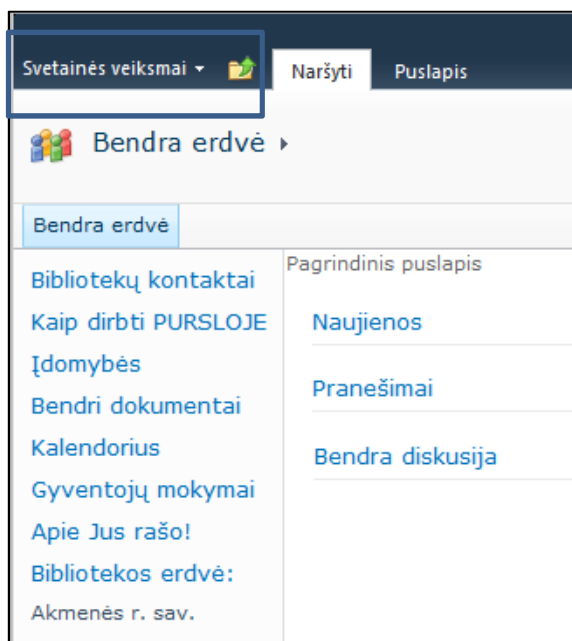 Svetainės veiksmai
Naršyti
Puslapis
Bendra erdvė
Bendra erdvė
Bibliotekų kontaktai
Kaip dirbti PURSLOJE
Įdomybės
Bendri dokumentai
Kalendorius
Gyventojų mokymai
Apie Jus rašo!
Bibliotekos erdvė:
Akmenės r. sav.
Pagrindinis puslapis
Naujienos
Pranešimai
Bendra diskusija